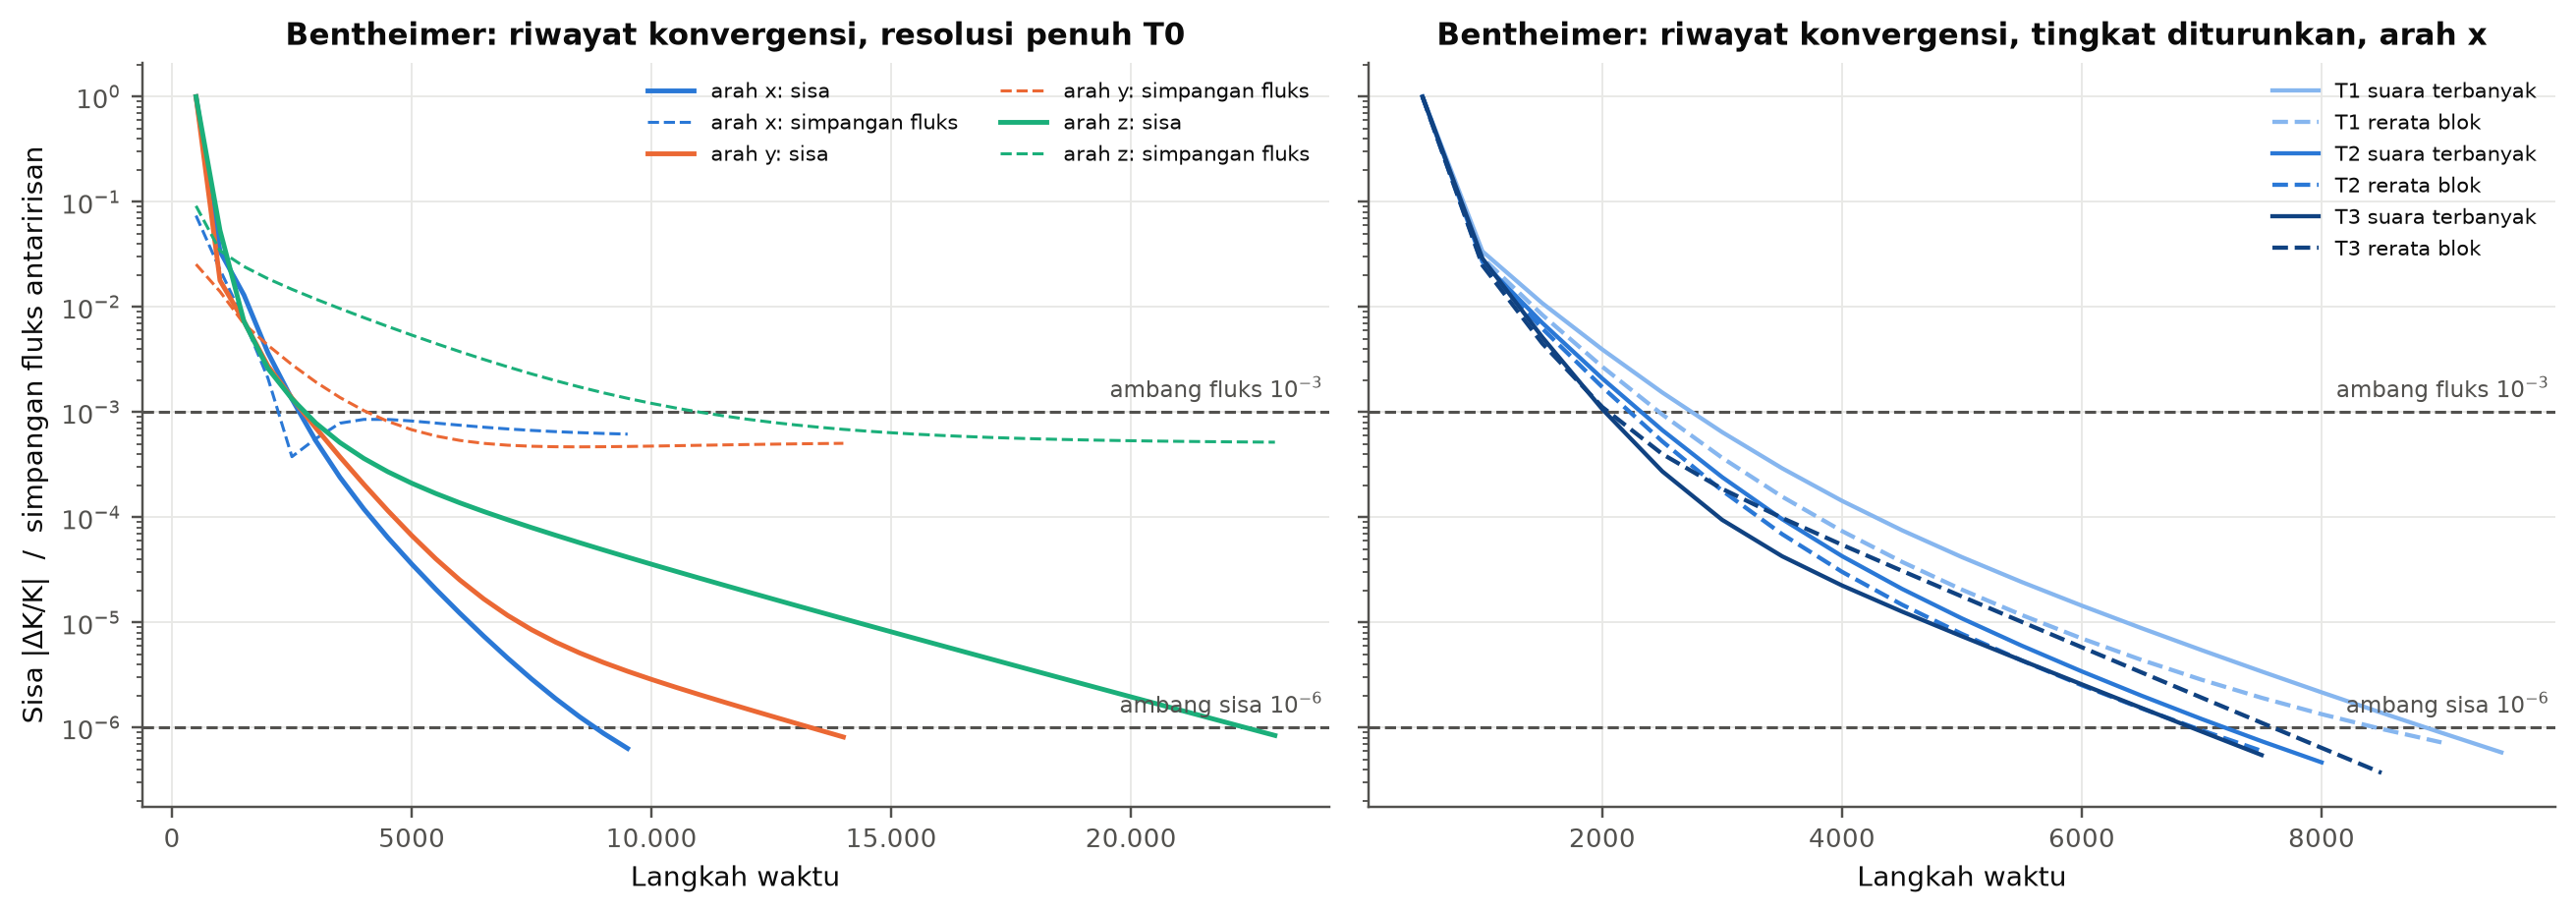 Bentheimer: riwayat konvergensi, resolusi penuh T0
Sisa |ΔK/K| / simpangan fluks antaririsan
10⁰
10⁻¹
10⁻²
10⁻³
10⁻⁴
10⁻⁵
10⁻⁶
arah x: sisa
arah x: simpangan fluks
arah y: sisa
arah y: simpangan fluks
arah z: sisa
arah z: simpangan fluks
ambang fluks 10⁻³
ambang sisa 10⁻⁶
0
5000
10.000
15.000
20.000
Langkah waktu
Bentheimer: riwayat konvergensi, tingkat diturunkan, arah x
T1 suara terbanyak
T1 rerata blok
T2 suara terbanyak
T2 rerata blok
T3 suara terbanyak
T3 rerata blok
ambang fluks 10⁻³
ambang sisa 10⁻⁶
2000
4000
6000
8000
Langkah waktu